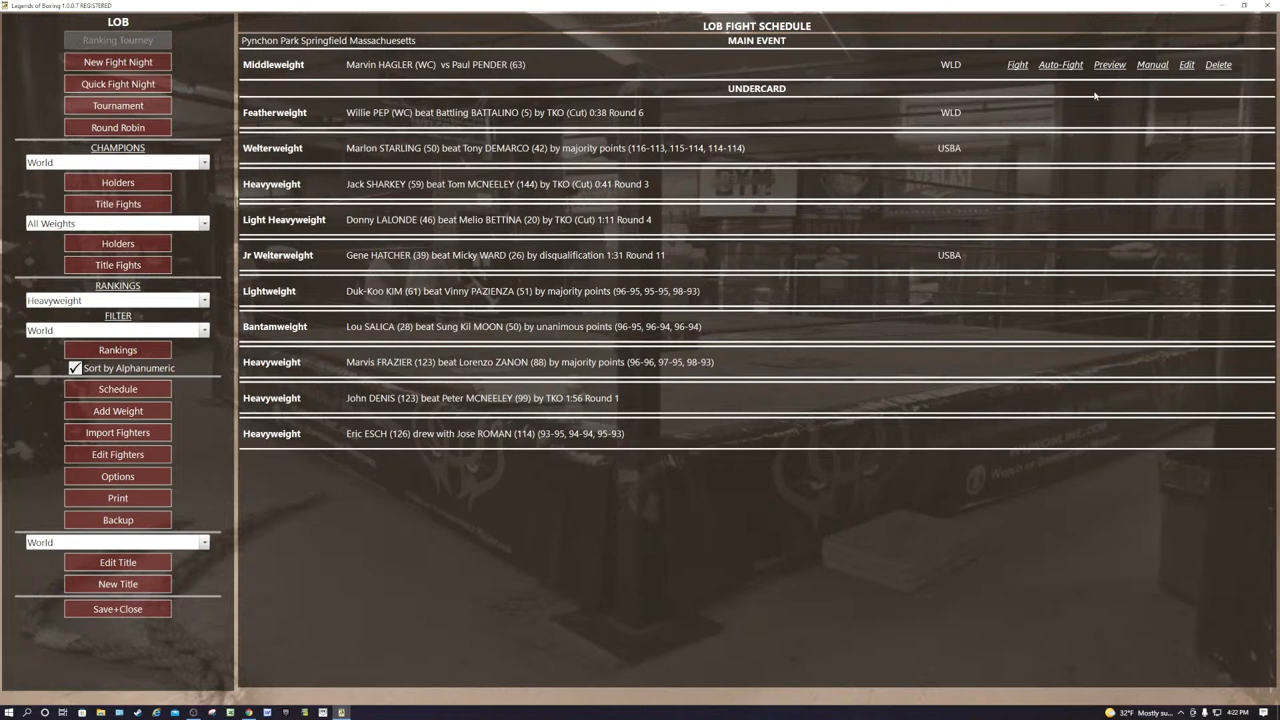 Legends of Boxing 1.0.0.7 REGISTERED
LOB
Ranking Tourney
New Fight Night
Quick Fight Night
Tournament
Round Robin
CHAMPIONS
World
Holders
Title Fights
All Weights
Holders
Title Fights
RANKINGS
Heavyweight
FILTER
World
Rankings
Sort by Alphanumeric
Schedule
Add Weight
Import Fighters
Edit Fighters
Options
Print
Backup
World
Edit Title
New Title
Save+Close
LOB FIGHT SCHEDULE
Pynchon Park Springfield Massachuesetts
MAIN EVENT
Middleweight Marvin HAGLER (WC) vs Paul PENDER (63) WLD Fight Auto-Fight Preview Manual Edit Delete
UNDERCARD
Featherweight Willie PEP (WC) beat Battling BATTALINO (5) by TKO (Cut) 0:38 Round 6 WLD
Welterweight Marlon STARLING (50) beat Tony DEMARCO (42) by majority points (116-113, 115-114, 114-114) USBA
Heavyweight Jack SHARKEY (59) beat Tom MCNEELEY (144) by TKO (Cut) 0:41 Round 3
Light Heavyweight Donny LALONDE (46) beat Melio BETTINA (20) by TKO (Cut) 1:11 Round 4
Jr Welterweight Gene HATCHER (39) beat Micky WARD (26) by disqualification 1:31 Round 11 USBA
Lightweight Duk-Koo KIM (61) beat Vinny PAZIENZA (51) by majority points (96-95, 95-95, 98-93)
Bantamweight Lou SALICA (28) beat Sung Kil MOON (50) by unanimous points (96-95, 96-94, 96-94)
Heavyweight Marvis FRAZIER (123) beat Lorenzo ZANON (88) by majority points (96-96, 97-95, 98-93)
Heavyweight John DENIS (123) beat Peter MCNEELEY (99) by TKO 1:56 Round 1
Heavyweight Eric ESCH (126) drew with Jose ROMAN (114) (93-95, 94-94, 95-93)
32°F Mostly su... 4:22 PM